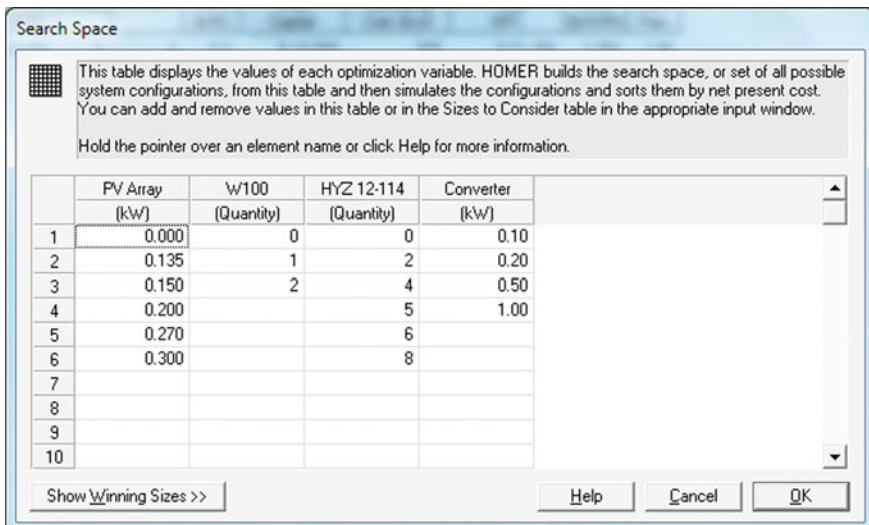 Search Space
This table displays the values of each optimization variable. HOMER builds the search space, or set of all possible
system configurations, from this table and then simulates the configurations and sorts them by net present cost.
You can add and remove values in this table or in the Sizes to Consider table in the appropriate input window.
Hold the pointer over an element name or click Help for more information.
PV Array W100 HYZ 12-114 Converter
(kW) (Quantity) (Quantity) (kW)
1 0.000 0 0 0.10
2 0.135 1 2 0.20
3 0.150 2 4 0.50
4 0.200 5 1.00
5 0.270 6
6 0.300 8
7
8
9
10
Show Winning Sizes >> Help Cancel OK